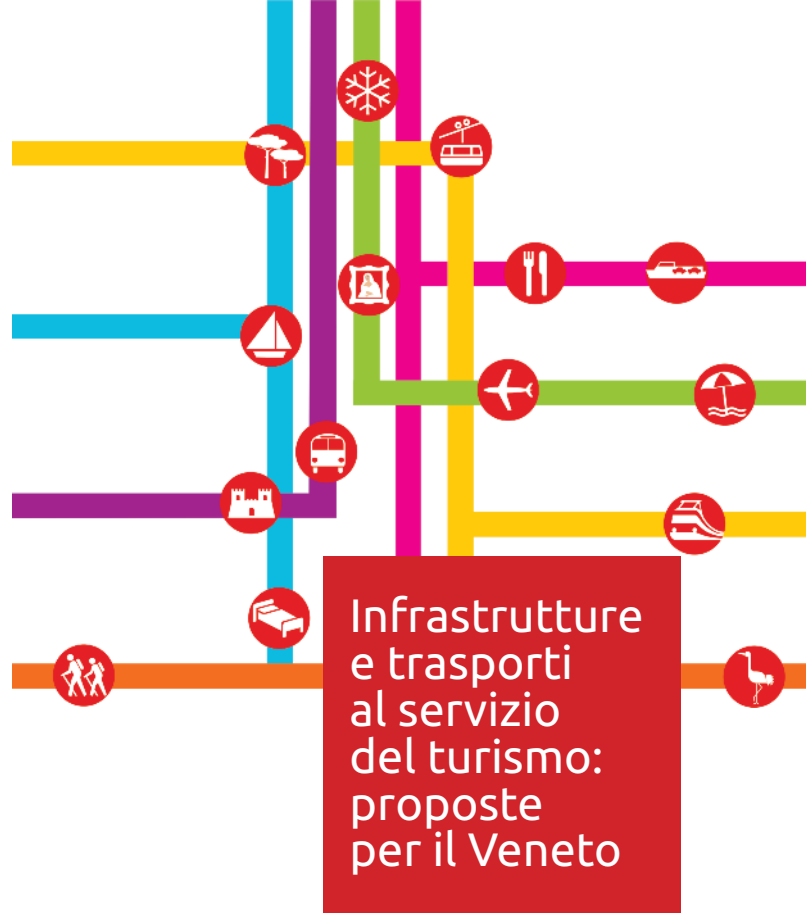 Infrastrutture
e trasporti
al servizio
del turismo:
proposte
per il Veneto